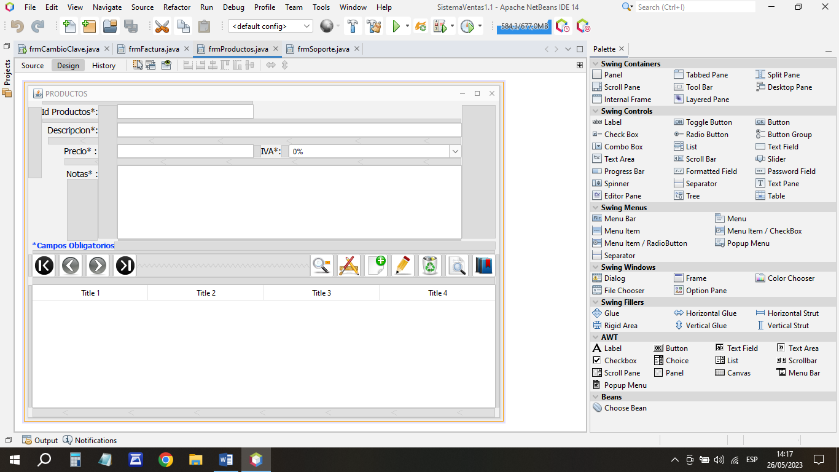 File Edit View Navigate Source Refactor Run Debug Profile Team Tools Window Help SistemaVentas1.1 - Apache NetBeans IDE 14 Search (Ctrl+I)
<default config> 584,2/677,0MB
frmCambioClave.java × frmFactura.java × frmProductos.java × frmSoporte.java ×
Source Design History
Projects
PRODUCTOS
Id Productos*:
Descripcion*:
Precio* : IVA*: 0%
Notas* :
*Campos Obligatorios
Title 1 Title 2 Title 3 Title 4
Palette ×
Swing Containers
Panel Tabbed Pane Split Pane
Scroll Pane Tool Bar Desktop Pane
Internal Frame Layered Pane
Swing Controls
label Label Toggle Button OK Button
Check Box Radio Button Button Group
Combo Box List Text Field
Text Area Scroll Bar Slider
Progress Bar Formatted Field Password Field
Spinner Separator T Text Pane
Editor Pane Tree Table
Swing Menus
Menu Bar Menu
Menu Item Menu Item / CheckBox
Menu Item / RadioButton Popup Menu
Separator
Swing Windows
Dialog Frame Color Chooser
File Chooser Option Pane
Swing Fillers
Glue Horizontal Glue Horizontal Strut
Rigid Area Vertical Glue Vertical Strut
AWT
A Label OK Button Text Field Text Area
Checkbox Choice List Scrollbar
Scroll Pane Panel Canvas Menu Bar
Popup Menu
Beans
Choose Bean
Output Notifications
ESP 14:17
26/05/2023